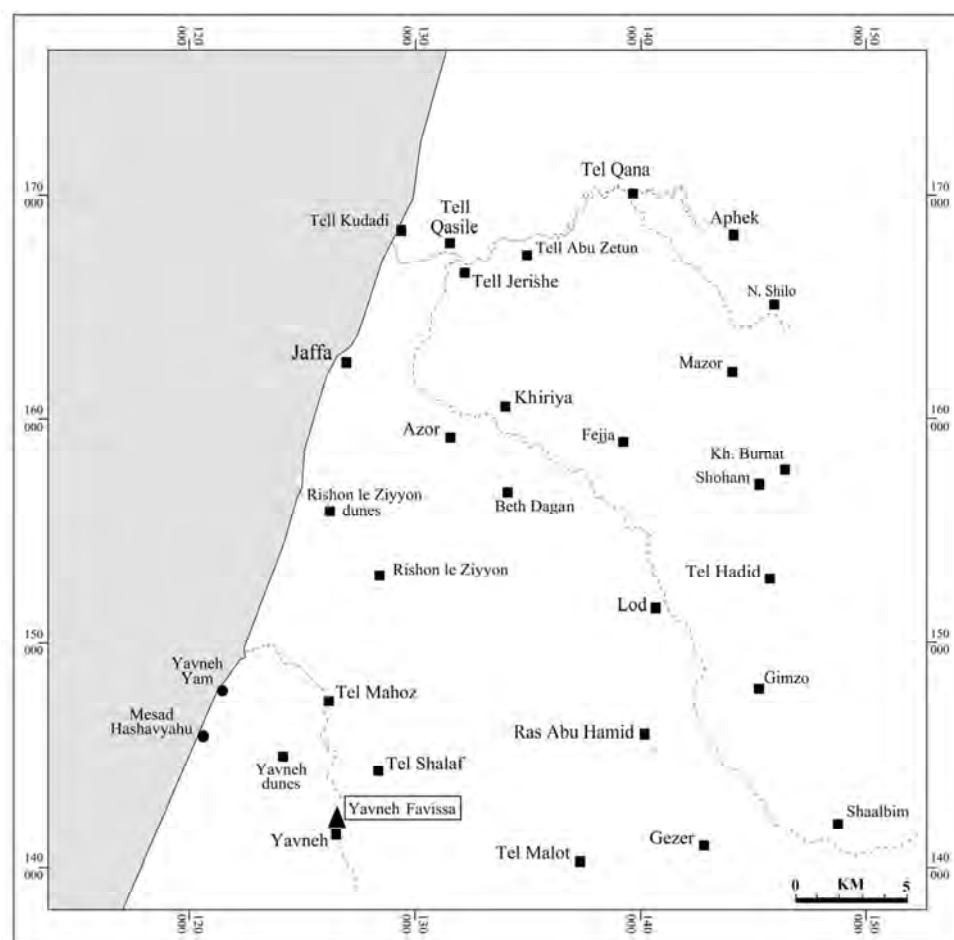 120
000
130
000
140
000
150
000
170
000
170
000
Tel Qana
Tell
Qasile
Tell Kudadi
Aphek
Tell Abu Zetun
Tell Jerishe
N. Shilo
Jaffa
Mazor
Khiriya
160
000
160
000
Azor
Fejja
Kh. Burnat
Shoham
Rishon le Ziyyon
dunes
Beth Dagan
Rishon le Ziyyon
Tel Hadid
Lod
150
000
150
000
Yavneh
Yam
Tel Mahoz
Gimzo
Mesad
Hashavyahu
Ras Abu Hamid
Yavneh
dunes
Tel Shalaf
Yavneh Favissa
Shaalbim
Yavneh
Gezer
Tel Malot
140
000
140
000
0 KM 5
120
000
130
000
140
000
150
000